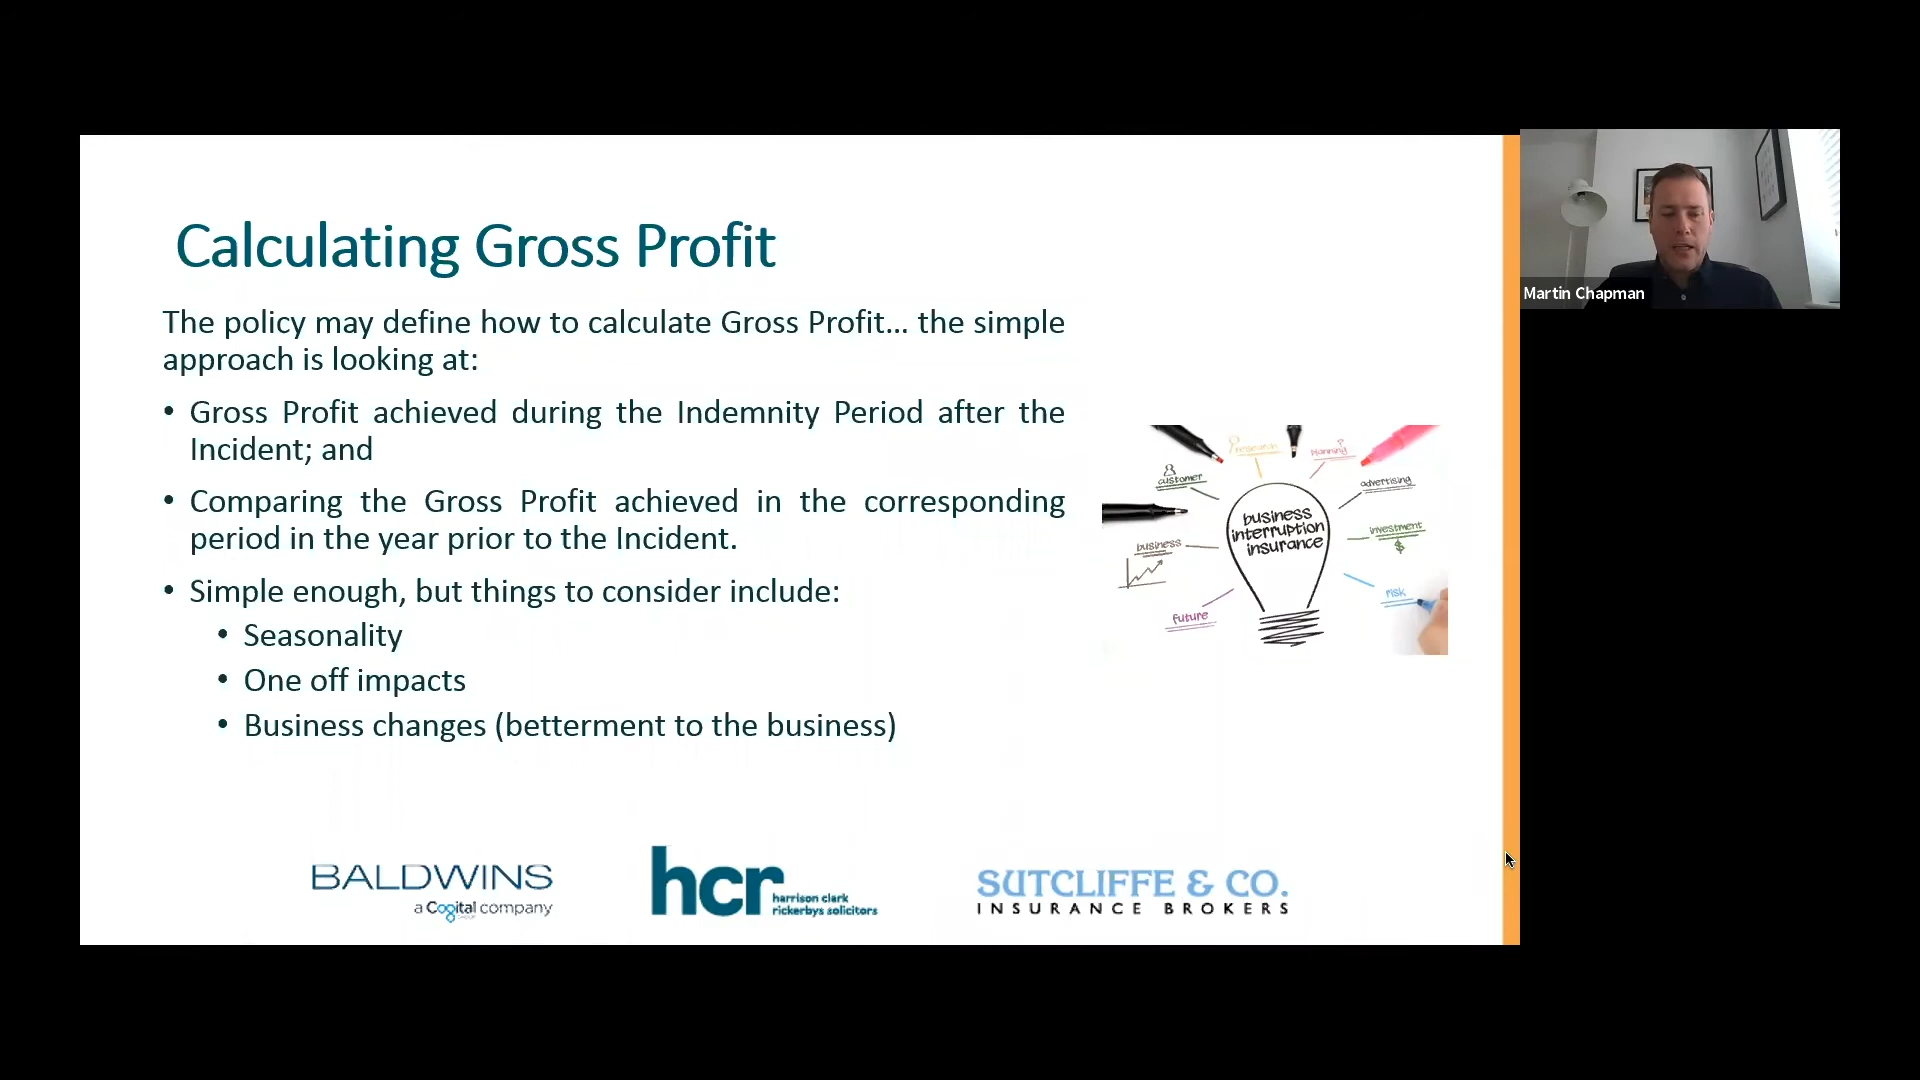 Calculating Gross Profit
The policy may define how to calculate Gross Profit… the simple
approach is looking at:
• Gross Profit achieved during the Indemnity Period after the
Incident; and
• Comparing the Gross Profit achieved in the corresponding
period in the year prior to the Incident.
• Simple enough, but things to consider include:
• Seasonality
• One off impacts
• Business changes (betterment to the business)
research
planning
customer
advertising
business
interruption
insurance
investment
$
business
risk
future
BALDWINS
a Cogital company
hcr
harrison clark
rickerbys solicitors
SUTCLIFFE & CO.
INSURANCE BROKERS
Martin Chapman